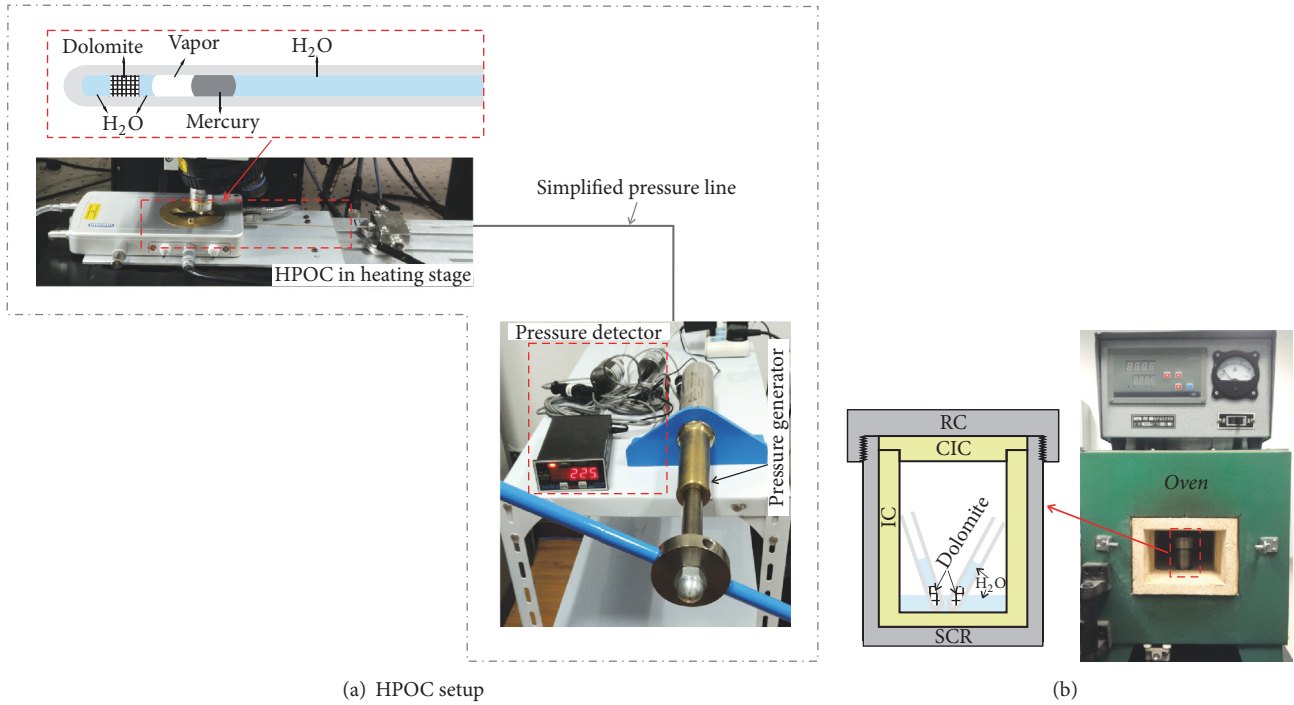 Dolomite
Vapor
H₂O
H₂O
Mercury
Simplified pressure line
HPOC in heating stage
Pressure detector
Pressure generator
225.
RC
CIC
IC
Dolomite
H₂O
SCR
Oven
(a) HPOC setup
(b)